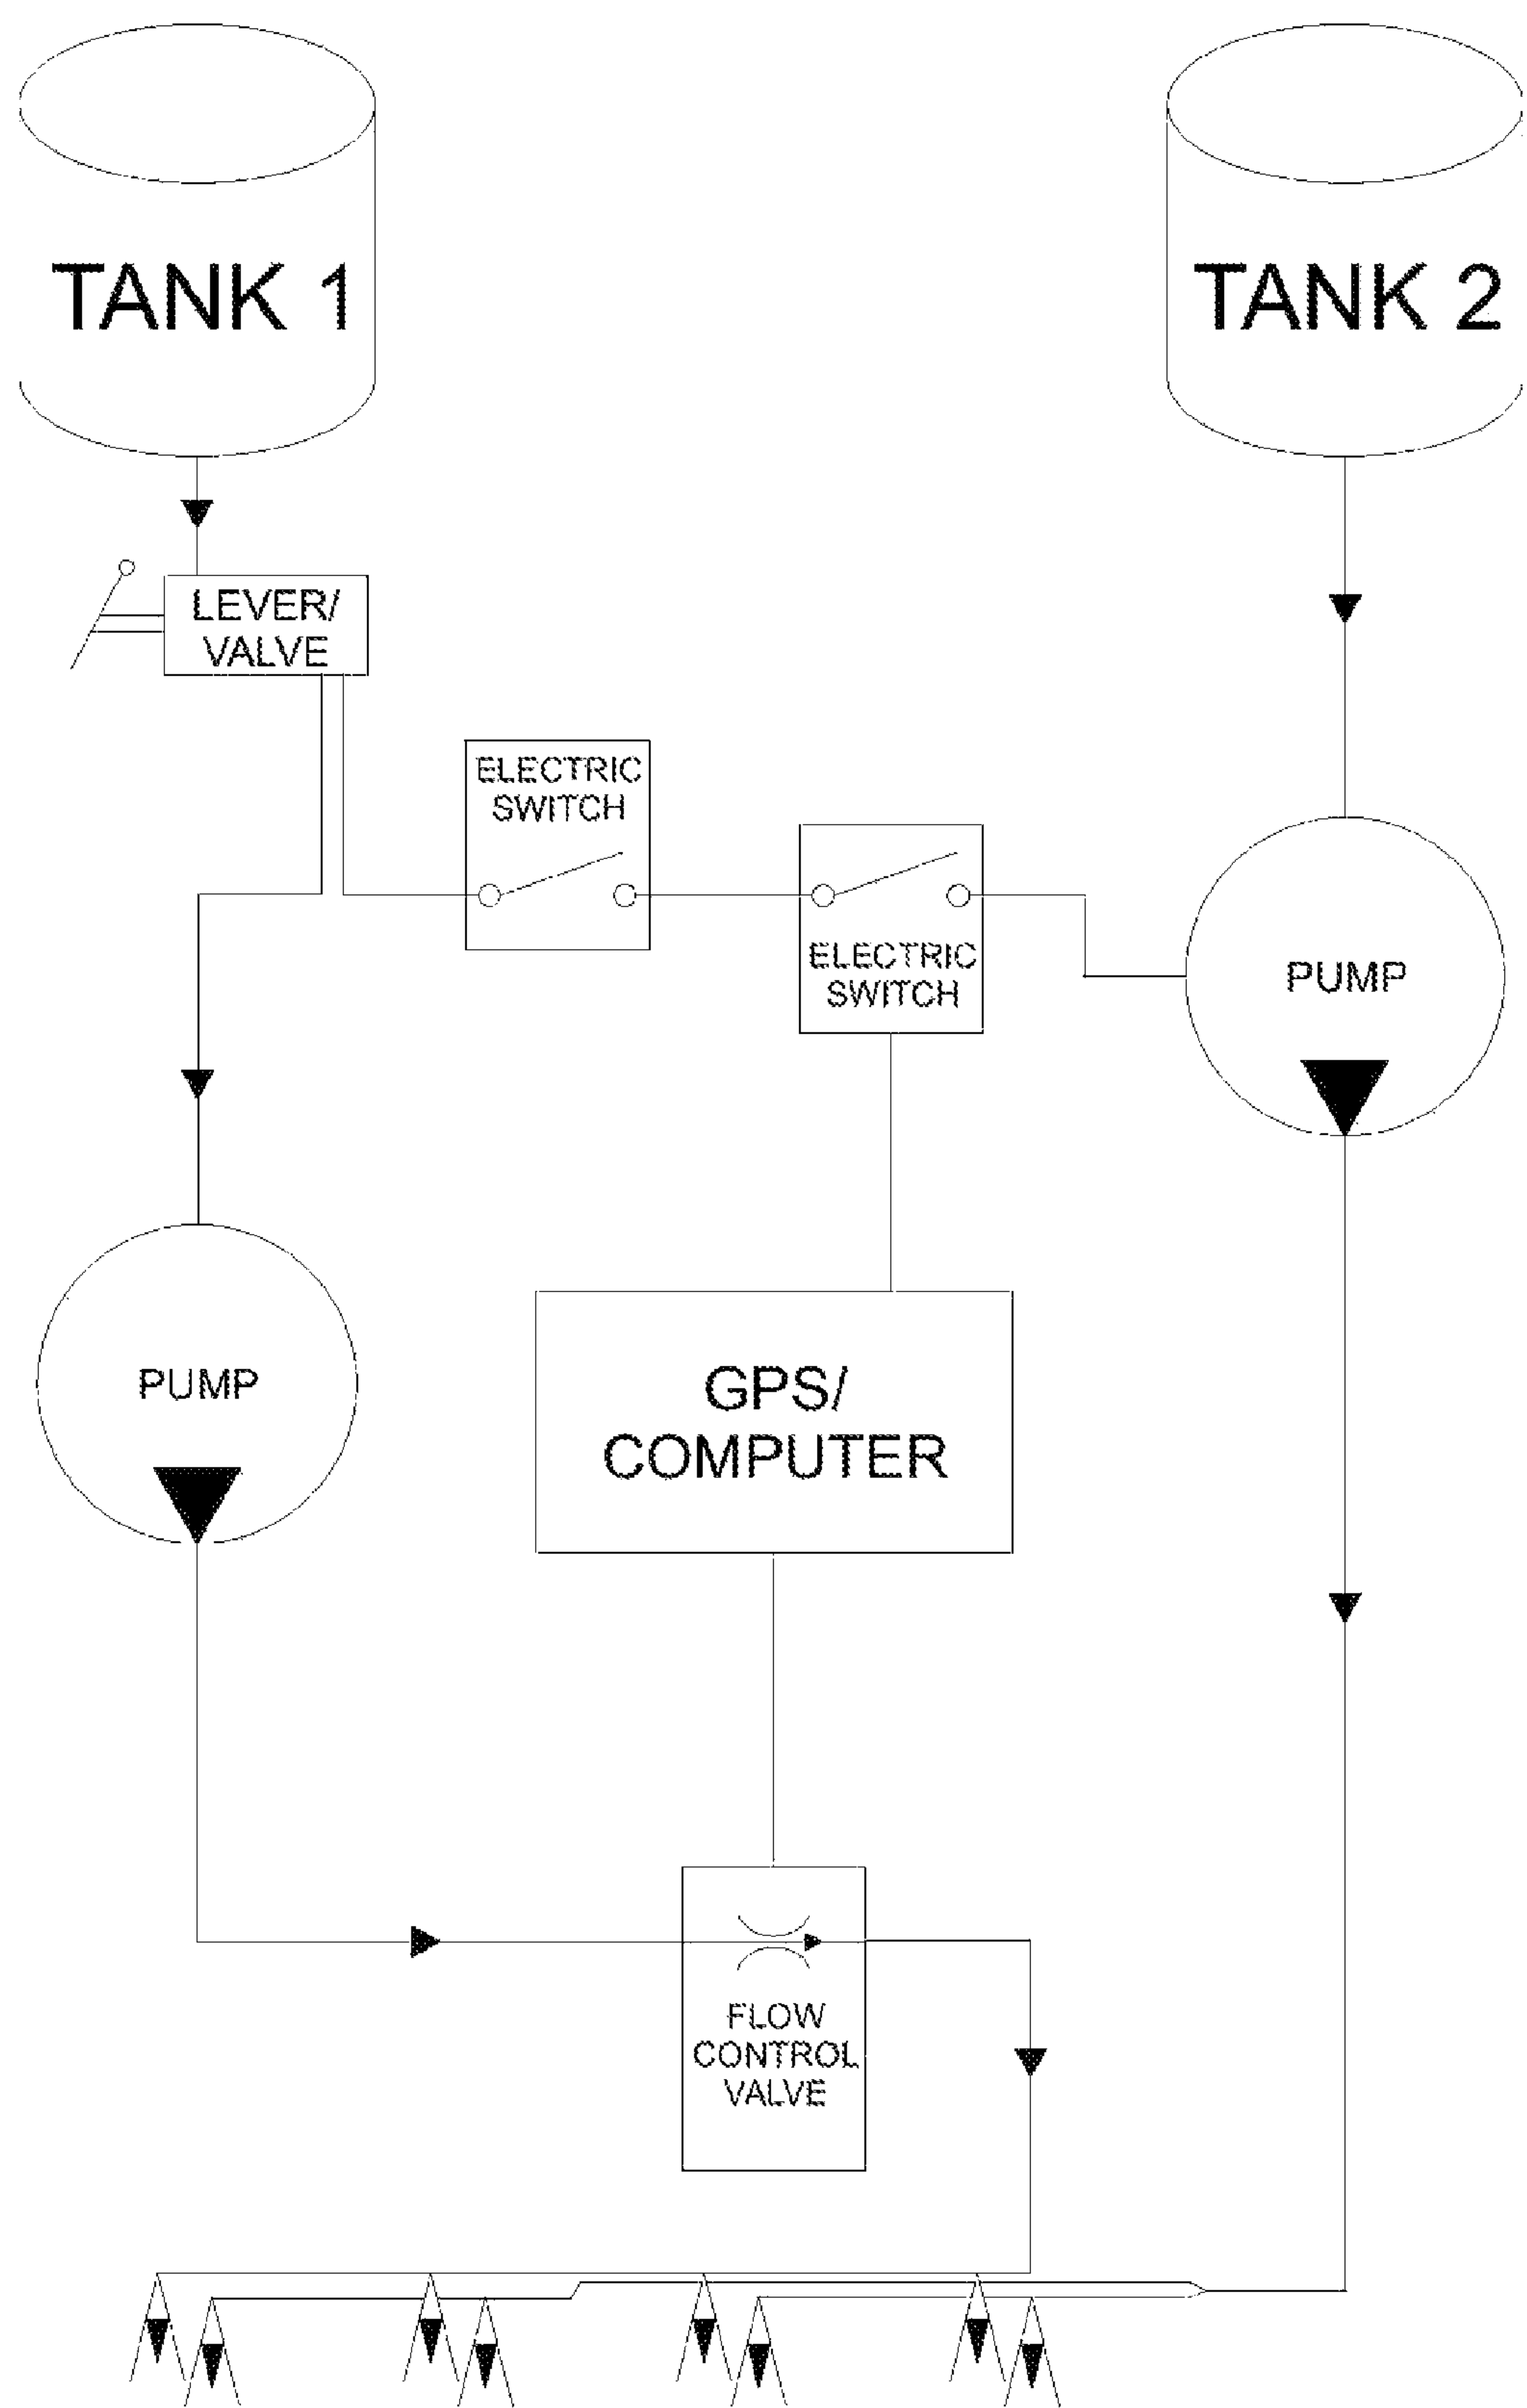 TANK 1
TANK 2
LEVER/
VALVE
ELECTRIC
SWITCH
ELECTRIC
SWITCH
PUMP
PUMP
GPS/
COMPUTER
FLOW
CONTROL
VALVE